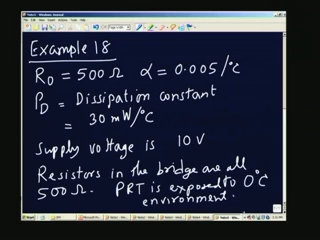 Example 18
R₀ = 500 Ω   α = 0.005/°C
P_D = Dissipation constant
= 30 mW/°C
Supply voltage is 10 V
Resistors in the bridge are all
500 Ω. PRT is exposed to 0°C
environment.